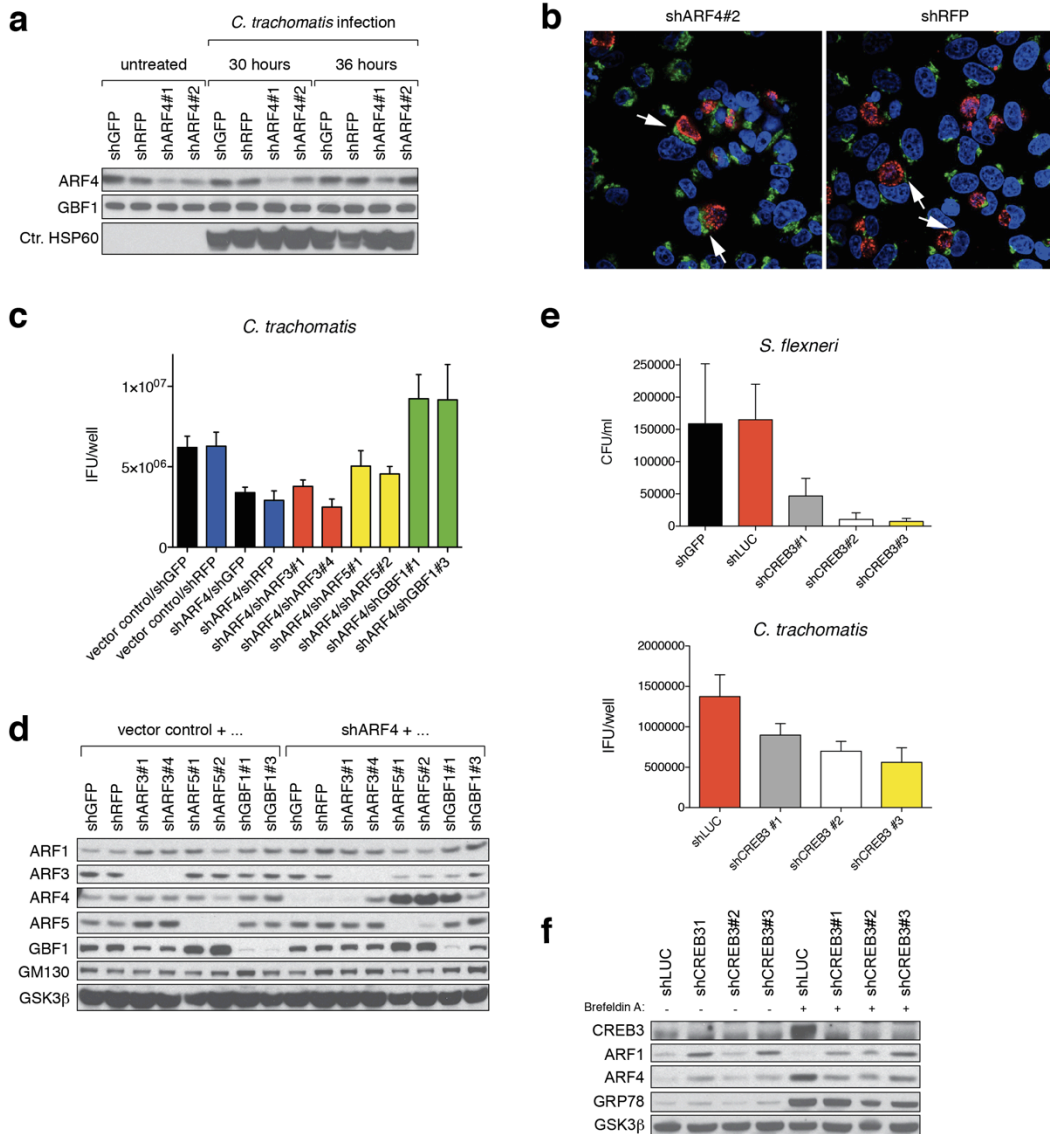 a
C. trachomatis infection
untreated 30 hours 36 hours
shGFP shRFP shARF4#1 shARF4#2 shGFP shRFP shARF4#1 shARF4#2 shGFP shRFP shARF4#1 shARF4#2
ARF4
GBF1
Ctr. HSP60
b
shARF4#2 shRFP
c
C. trachomatis
IFU/well
1×10⁰⁷
5×10⁰⁶
0
vector control/shGFP
vector control/shRFP
shARF4/shGFP
shARF4/shRFP
shARF4/shARF3#1
shARF4/shARF3#4
shARF4/shARF5#1
shARF4/shARF5#2
shARF4/shGBF1#1
shARF4/shGBF1#3
d
vector control + ... shARF4 + ...
shGFP shRFP shARF3#1 shARF3#4 shARF5#1 shARF5#2 shGBF1#1 shGBF1#3 shGFP shRFP shARF3#1 shARF3#4 shARF5#1 shARF5#2 shGBF1#1 shGBF1#3
ARF1
ARF3
ARF4
ARF5
GBF1
GM130
GSK3β
e
S. flexneri
CFU/ml
250000
200000
150000
100000
50000
0
shGFP
shLUC
shCREB3#1
shCREB3#2
shCREB3#3
C. trachomatis
IFU/well
2000000
1500000
1000000
500000
0
shLUC
shCREB3 #1
shCREB3 #2
shCREB3 #3
f
shLUC shCREB31 shCREB3#2 shCREB3#3 shLUC shCREB3#1 shCREB3#2 shCREB3#3
Brefeldin A: - - - - + + + +
CREB3
ARF1
ARF4
GRP78
GSK3β